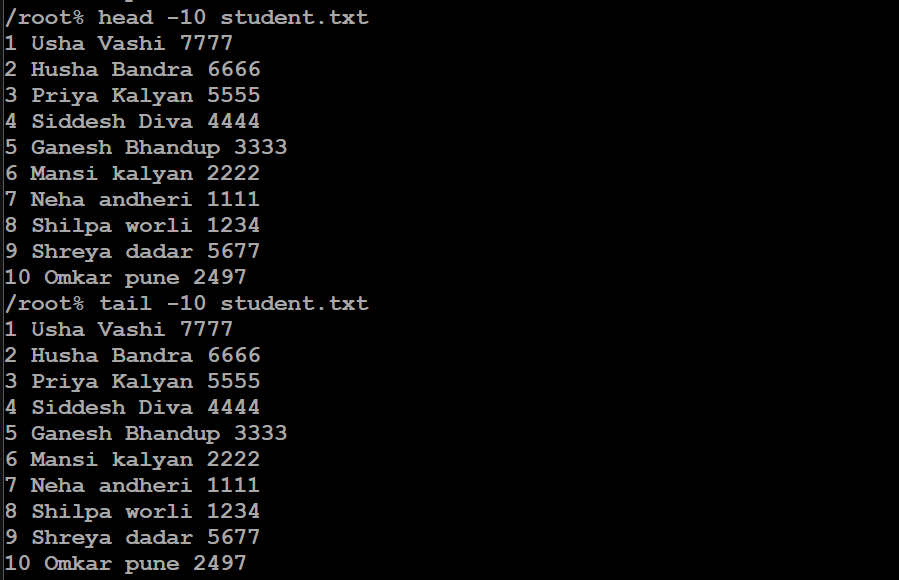 /root% head -10 student.txt
1 Usha Vashi 7777
2 Husha Bandra 6666
3 Priya Kalyan 5555
4 Siddesh Diva 4444
5 Ganesh Bhandup 3333
6 Mansi kalyan 2222
7 Neha andheri 1111
8 Shilpa worli 1234
9 Shreya dadar 5677
10 Omkar pune 2497
/root% tail -10 student.txt
1 Usha Vashi 7777
2 Husha Bandra 6666
3 Priya Kalyan 5555
4 Siddesh Diva 4444
5 Ganesh Bhandup 3333
6 Mansi kalyan 2222
7 Neha andheri 1111
8 Shilpa worli 1234
9 Shreya dadar 5677
10 Omkar pune 2497